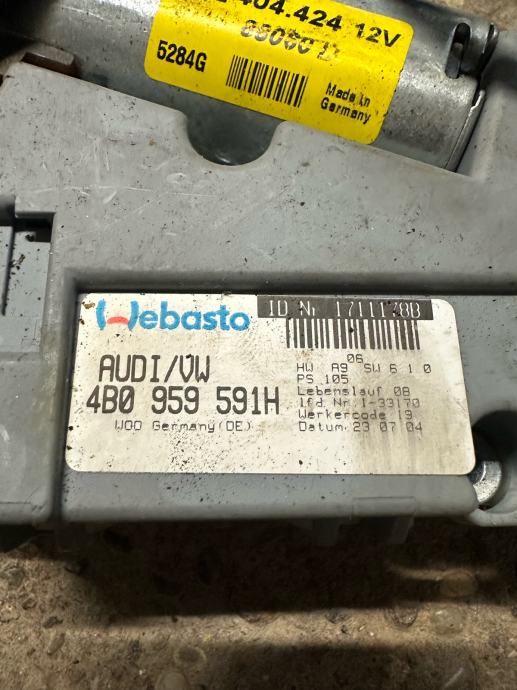 404.424 12V
5284G
Made in
Germany
Webasto
ID Nr 1711178B
AUDI/VW
4B0 959 591H
WOO Germany(DE)
06
HW A9 SW 6 1 0
PS 105
Lebenslauf 08
lfd.Nr.1-33170
Werkercode 19
Datum 23 07 04